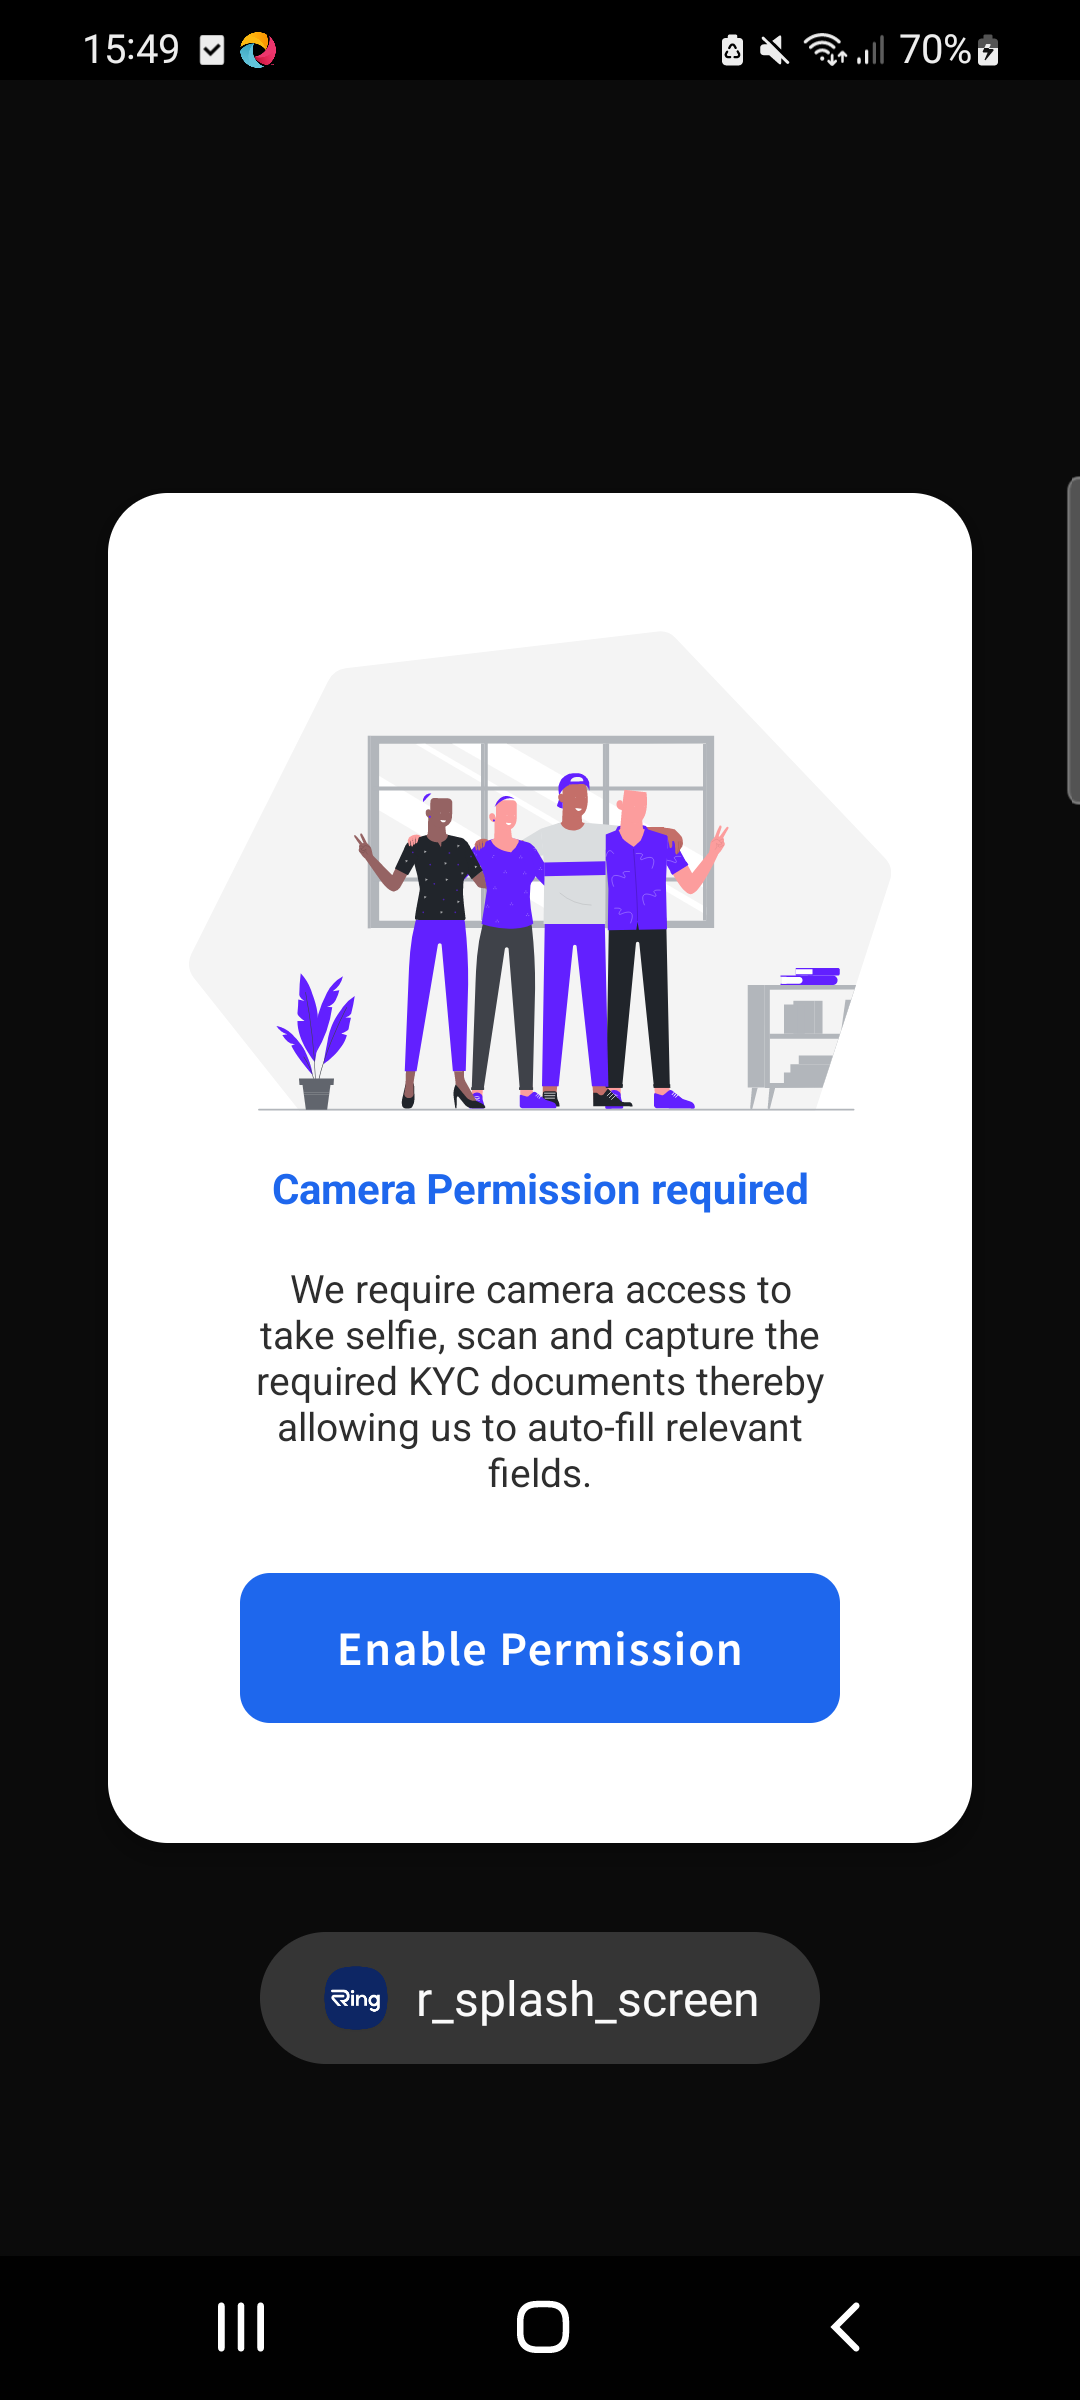 15:49
70%
Camera Permission required
We require camera access to
take selfie, scan and capture the
required KYC documents thereby
allowing us to auto-fill relevant
fields.
Enable Permission
Ring r_splash_screen